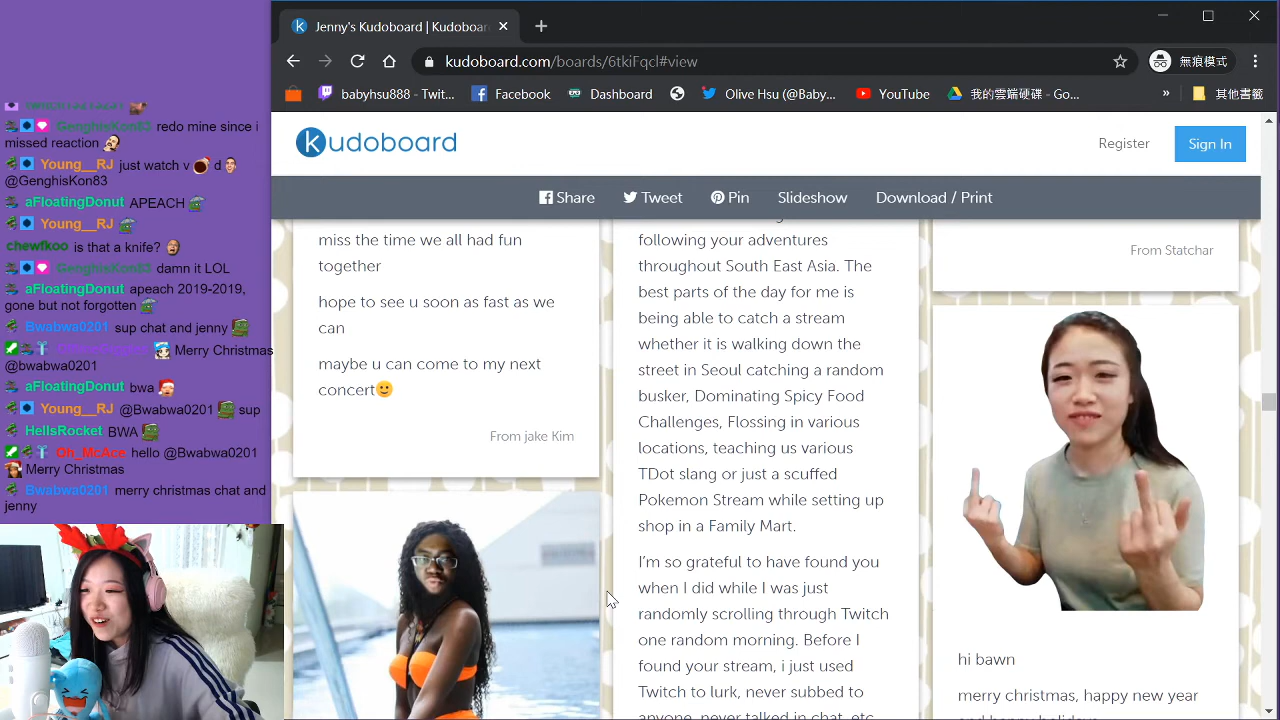 Jenny's Kudoboard | Kudoboar
kudoboard.com/boards/6tkiFqcl#view
無痕模式
babyhsu888 - Twit...
Facebook
Dashboard
Olive Hsu (@Baby...
YouTube
我的雲端硬碟 - Go...
»
其他書籤
kudoboard
Register
Sign In
Share
Tweet
Pin
Slideshow
Download / Print
GenghisKon83 redo mine since i
missed reaction
Young__RJ just watch v d
@GenghisKon83
aFloatingDonut APEACH
Young__RJ
chewfkoo is that a knife?
GenghisKon83 damn it LOL
aFloatingDonut apeach 2019-2019,
gone but not forgotten
Bwabwa0201 sup chat and jenny
Merry Christmas
@bwabwa0201
aFloatingDonut bwa
Young__RJ @Bwabwa0201 sup
HellsRocket BWA
Oh_McAce hello @Bwabwa0201
Merry Christmas
Bwabwa0201 merry christmas chat and
jenny
miss the time we all had fun
together
hope to see u soon as fast as we
can
maybe u can come to my next
concert
From jake Kim
following your adventures
throughout South East Asia. The
best parts of the day for me is
being able to catch a stream
whether it is walking down the
street in Seoul catching a random
busker, Dominating Spicy Food
Challenges, Flossing in various
locations, teaching us various
TDot slang or just a scuffed
Pokemon Stream while setting up
shop in a Family Mart.
I'm so grateful to have found you
when I did while I was just
randomly scrolling through Twitch
one random morning. Before I
found your stream, i just used
Twitch to lurk, never subbed to
anyone, never talked in chat, etc.
From Statchar
hi bawn
merry christmas, happy new year
and happy holidays